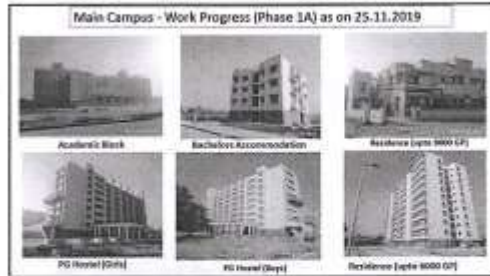 Main Campus - Work Progress (Phase 1A) as on 25.11.2019
Academic Block
Bachelors Accommodation
Residence (upto 9000 GP)
PG Hostel (Girls)
PG Hostel (Boys)
Residence (upto 6600 GP)